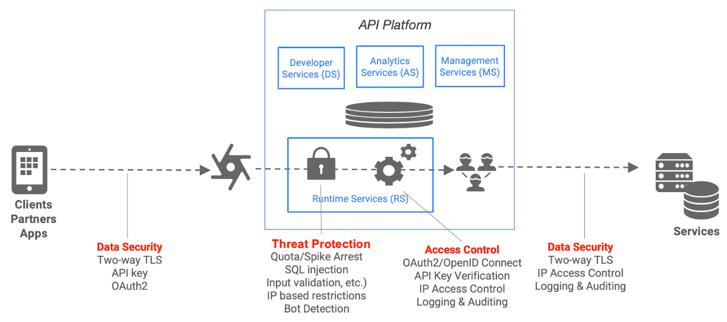 API Platform
Developer
Services (DS)
Analytics
Services (AS)
Management
Services (MS)
Runtime Services (RS)
Clients
Partners
Apps
Services
Data Security
Two-way TLS
API key
OAuth2
Threat Protection
Quota/Spike Arrest
SQL injection
Input validation, etc.)
IP based restrictions
Bot Detection
Access Control
OAuth2/OpenID Connect
API Key Verification
IP Access Control
Logging & Auditing
Data Security
Two-way TLS
IP Access Control
Logging & Auditing